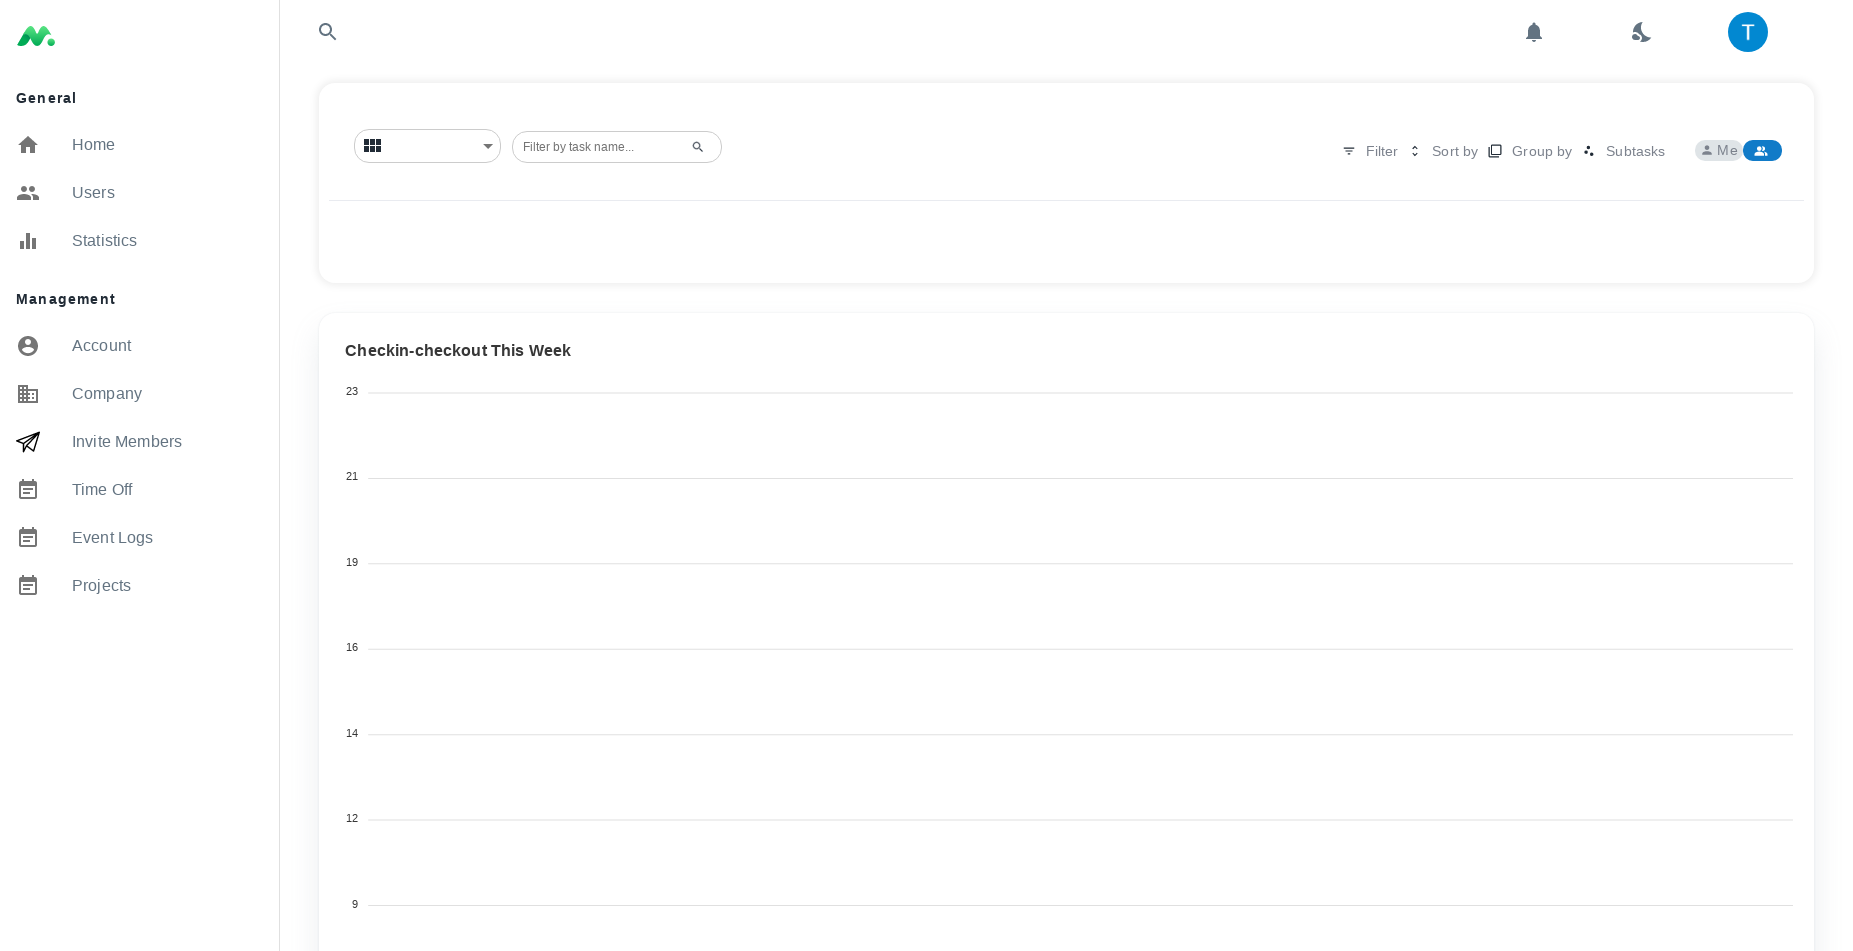 T
General
Home
Users
Statistics
Management
Account
Company
Invite Members
Time Off
Event Logs
Projects
Filter by task name...
Filter
Sort by
Group by
Subtasks
Me
Checkin-checkout This Week
23
21
19
16
14
12
9